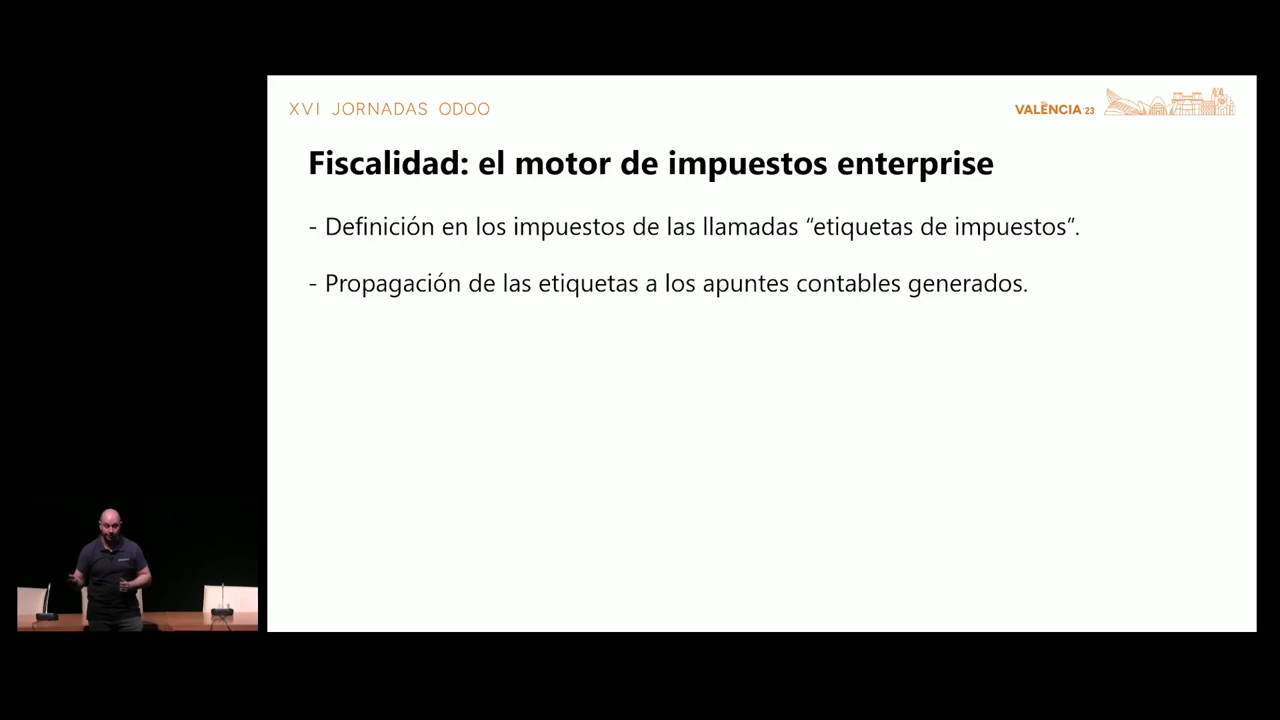 XVI JORNADAS ODOO
VALÈNCIA '23
Fiscalidad: el motor de impuestos enterprise
- Definición en los impuestos de las llamadas “etiquetas de impuestos”.
- Propagación de las etiquetas a los apuntes contables generados.